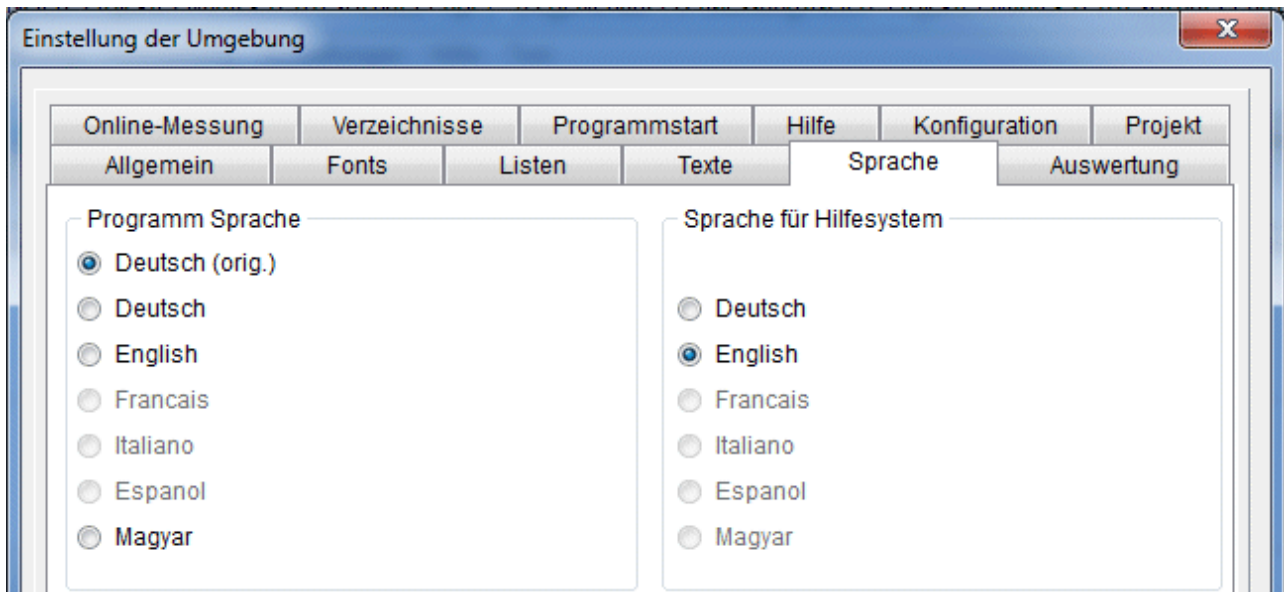 Einstellung der Umgebung
Online-Messung Verzeichnisse Programmstart Hilfe Konfiguration Projekt
Allgemein Fonts Listen Texte Sprache Auswertung
Programm Sprache
Deutsch (orig.)
Deutsch
English
Francais
Italiano
Espanol
Magyar
Sprache für Hilfesystem
Deutsch
English
Francais
Italiano
Espanol
Magyar